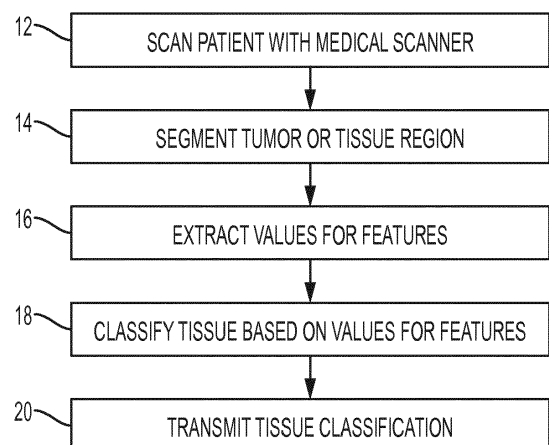 12 SCAN PATIENT WITH MEDICAL SCANNER
14 SEGMENT TUMOR OR TISSUE REGION
16 EXTRACT VALUES FOR FEATURES
18 CLASSIFY TISSUE BASED ON VALUES FOR FEATURES
20 TRANSMIT TISSUE CLASSIFICATION